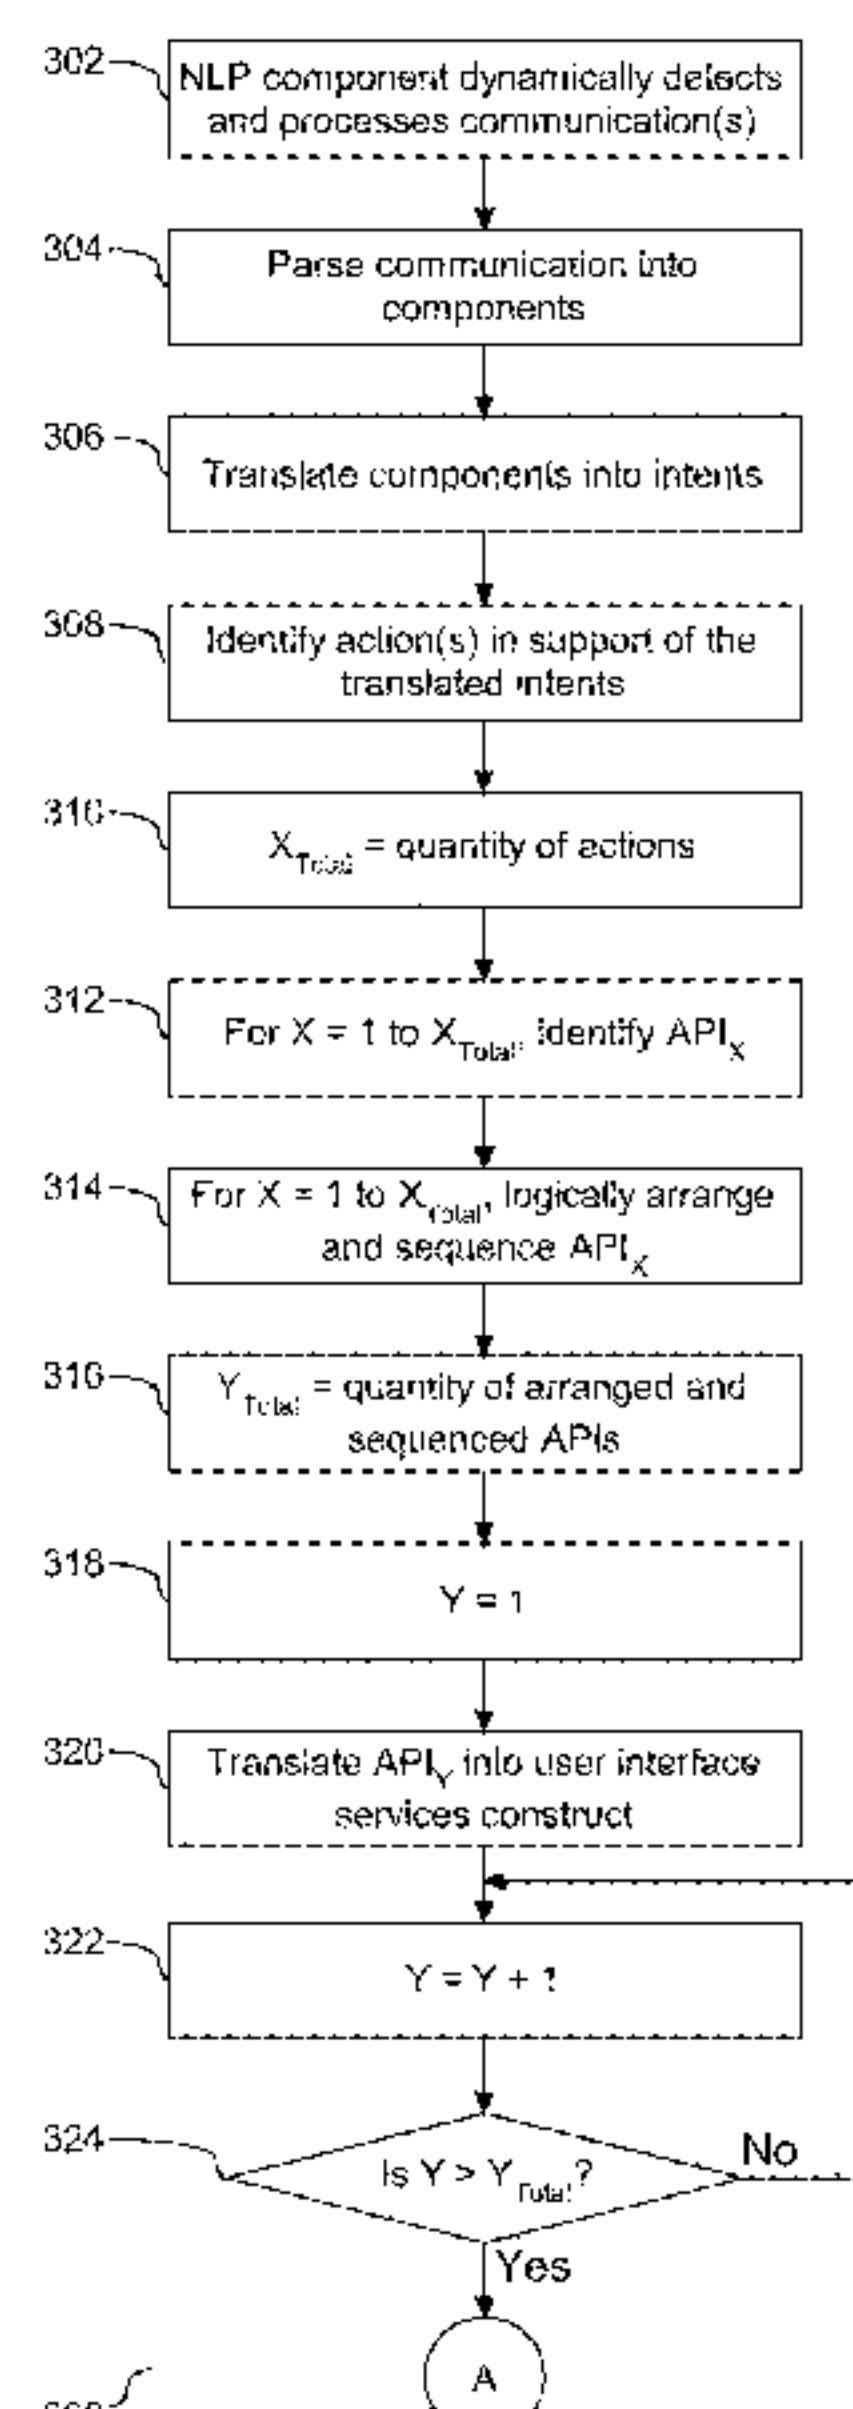 302
NLP component dynamically detects
and processes communication(s)
304
Parse communication into
components
306
Translate components into intents
308
Identify action(s) in support of the
translated intents
310
X_Total = quantity of actions
312
For X = 1 to X_Total, identify API_X
314
For X = 1 to X_Total, logically arrange
and sequence API_X
316
Y_Total = quantity of arranged and
sequenced APIs
318
Y = 1
320
Translate API_Y into user interface
services construct
322
Y = Y + 1
324
Is Y > Y_Total?
No
Yes
A